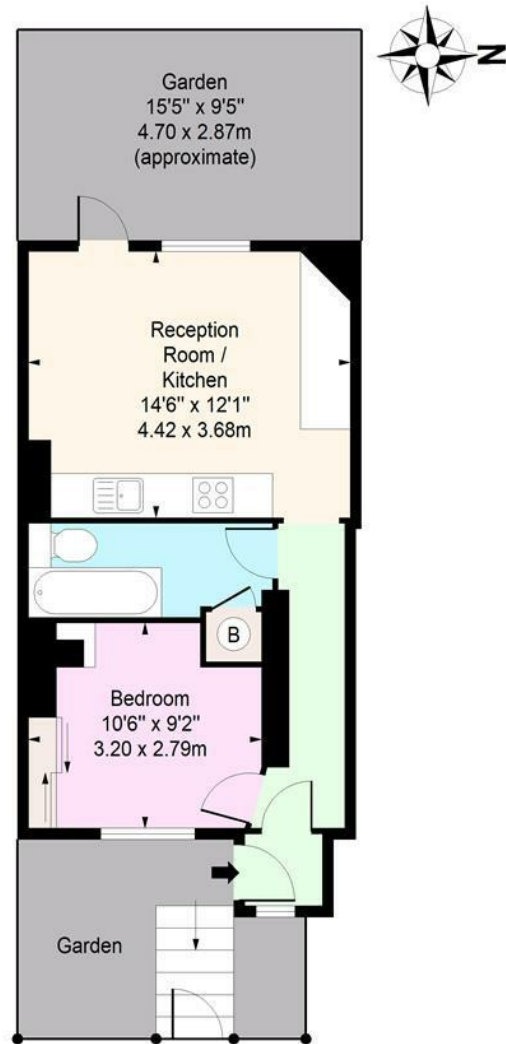 Garden
15'5" x 9'5"
4.70 x 2.87m
(approximate)
N
Reception
Room /
Kitchen
14'6" x 12'1"
4.42 x 3.68m
B
Bedroom
10'6" x 9'2"
3.20 x 2.79m
Garden